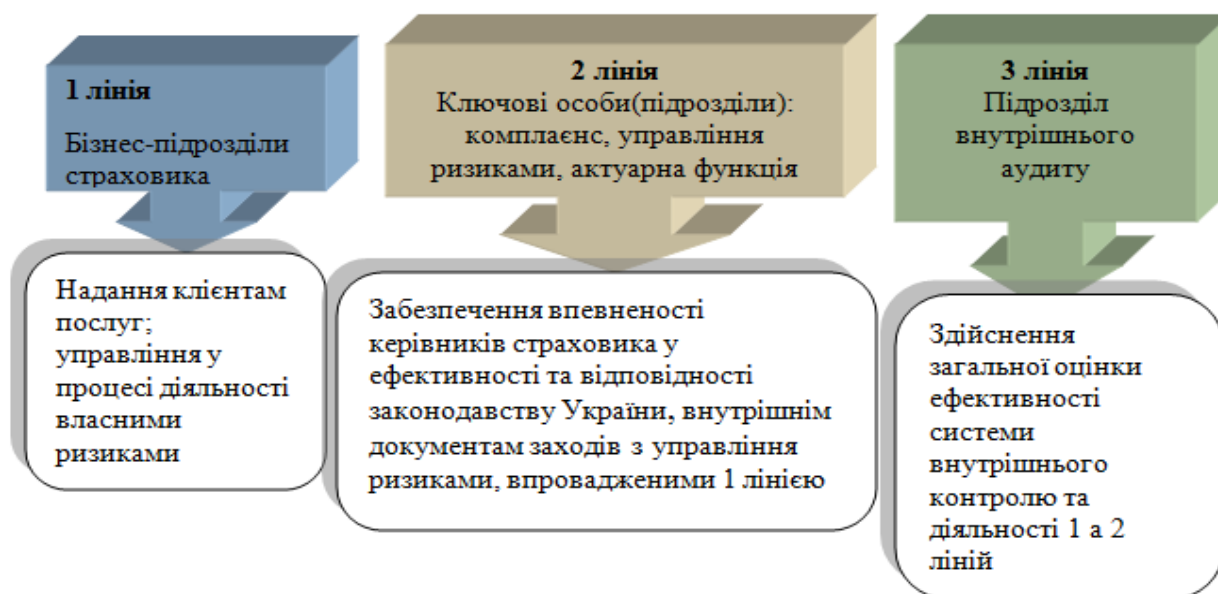 1 лінія
Бізнес-підрозділи
страховика
2 лінія
Ключові особи(підрозділи):
комплаєнс, управління
ризиками, актуарна функція
3 лінія
Підрозділ
внутрішнього
аудиту
Надання клієнтам
послуг;
управління у
процесі діяльності
власними
ризиками
Забезпечення впевненості
керівників страховика у
ефективності та відповідності
законодавству України, внутрішнім
документам заходів з управління
ризиками, впровадженими 1 лінією
Здійснення
загальної оцінки
ефективності
системи
внутрішнього
контролю та
діяльності 1 а 2
ліній